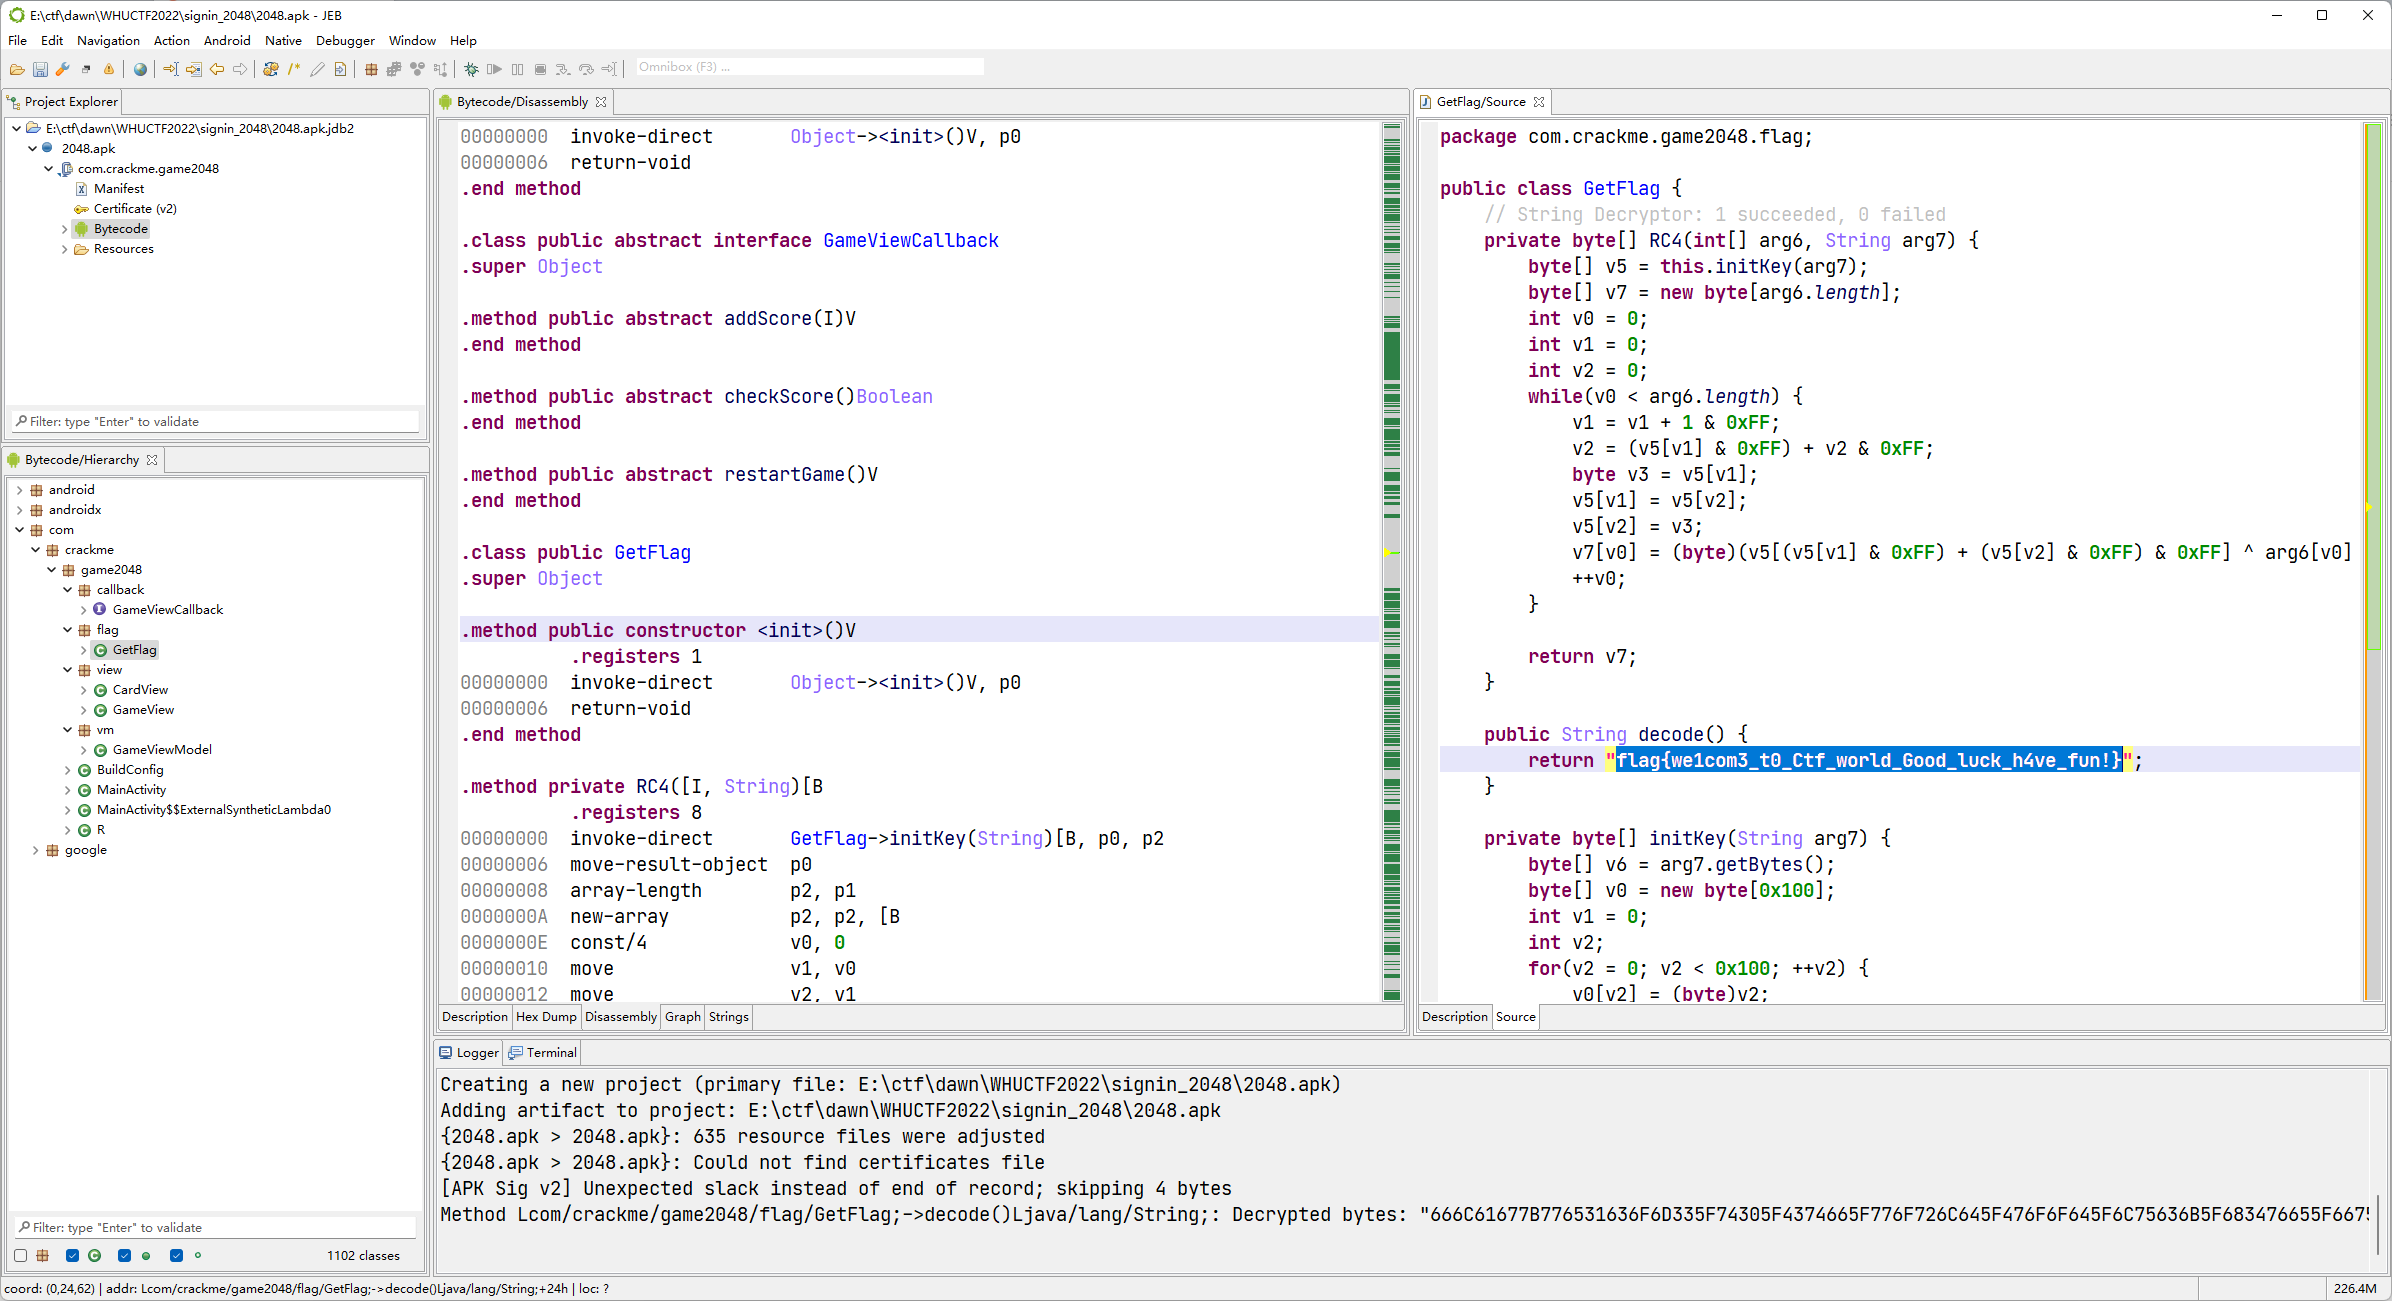 E:\ctf\dawn\WHUCTF2022\signin_2048\2048.apk - JEB
File Edit Navigation Action Android Native Debugger Window Help
Omnibox (F3) ...
Project Explorer
E:\ctf\dawn\WHUCTF2022\signin_2048\2048.apk.jdb2
2048.apk
com.crackme.game2048
Manifest
Certificate (v2)
Bytecode
Resources
Filter: type "Enter" to validate
Bytecode/Hierarchy
android
androidx
com
crackme
game2048
callback
GameViewCallback
flag
GetFlag
view
CardView
GameView
vm
GameViewModel
BuildConfig
MainActivity
MainActivity$$ExternalSyntheticLambda0
R
google
Filter: type "Enter" to validate
1102 classes
Bytecode/Disassembly
00000000 invoke-direct Object-><init>()V, p0
00000006 return-void
.end method
.class public abstract interface GameViewCallback
.super Object
.method public abstract addScore(I)V
.end method
.method public abstract checkScore()Boolean
.end method
.method public abstract restartGame()V
.end method
.class public GetFlag
.super Object
.method public constructor <init>()V
.registers 1
00000000 invoke-direct Object-><init>()V, p0
00000006 return-void
.end method
.method private RC4([I, String)[B
.registers 8
00000000 invoke-direct GetFlag->initKey(String)[B, p0, p2
00000006 move-result-object p0
00000008 array-length p2, p1
0000000A new-array p2, p2, [B
0000000E const/4 v0, 0
00000010 move v1, v0
00000012 move v2, v1
Description Hex Dump Disassembly Graph Strings
GetFlag/Source
package com.crackme.game2048.flag;
public class GetFlag {
// String Decryptor: 1 succeeded, 0 failed
private byte[] RC4(int[] arg6, String arg7) {
byte[] v5 = this.initKey(arg7);
byte[] v7 = new byte[arg6.length];
int v0 = 0;
int v1 = 0;
int v2 = 0;
while(v0 < arg6.length) {
v1 = v1 + 1 & 0xFF;
v2 = (v5[v1] & 0xFF) + v2 & 0xFF;
byte v3 = v5[v1];
v5[v1] = v5[v2];
v5[v2] = v3;
v7[v0] = (byte)(v5[(v5[v1] & 0xFF) + (v5[v2] & 0xFF) & 0xFF] ^ arg6[v0]
++v0;
}
return v7;
}
public String decode() {
return "flag{we1com3_t0_Ctf_world_Good_luck_h4ve_fun!}";
}
private byte[] initKey(String arg7) {
byte[] v6 = arg7.getBytes();
byte[] v0 = new byte[0x100];
int v1 = 0;
int v2;
for(v2 = 0; v2 < 0x100; ++v2) {
v0[v2] = (byte)v2;
Description Source
Logger Terminal
Creating a new project (primary file: E:\ctf\dawn\WHUCTF2022\signin_2048\2048.apk)
Adding artifact to project: E:\ctf\dawn\WHUCTF2022\signin_2048\2048.apk
{2048.apk > 2048.apk}: 635 resource files were adjusted
{2048.apk > 2048.apk}: Could not find certificates file
[APK Sig v2] Unexpected slack instead of end of record; skipping 4 bytes
Method Lcom/crackme/game2048/flag/GetFlag;->decode()Ljava/lang/String;: Decrypted bytes: "666C61677B776531636F6D335F74305F4374665F776F726C645F476F6F645F6C75636B5F683476655F6675
coord: (0,24,62) | addr: Lcom/crackme/game2048/flag/GetFlag;->decode()Ljava/lang/String;+24h | loc: ?
226.4M